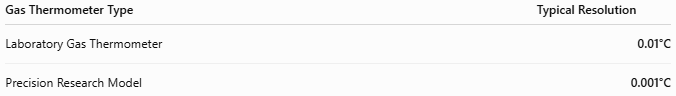 Gas Thermometer Type Typical Resolution
Laboratory Gas Thermometer 0.01°C
Precision Research Model 0.001°C